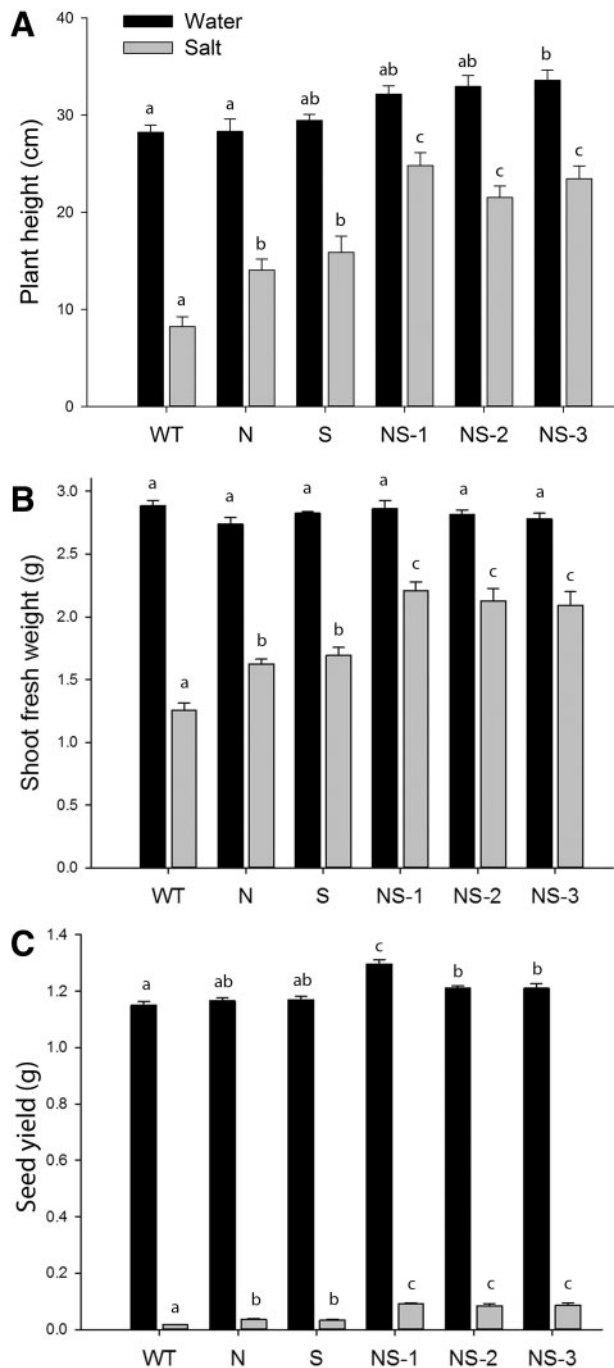 A
Water
Salt
Plant height (cm)
40
30
20
10
0
a a ab ab ab b
a b b c c c
WT N S NS-1 NS-2 NS-3
B
Shoot fresh weight (g)
3.0
2.5
2.0
1.5
1.0
0.5
0.0
a a a a a a
a b b c c c
WT N S NS-1 NS-2 NS-3
C
Seed yield (g)
1.4
1.2
1.0
0.8
0.6
0.4
0.2
0.0
a ab ab c b b
a b b c c c
WT N S NS-1 NS-2 NS-3